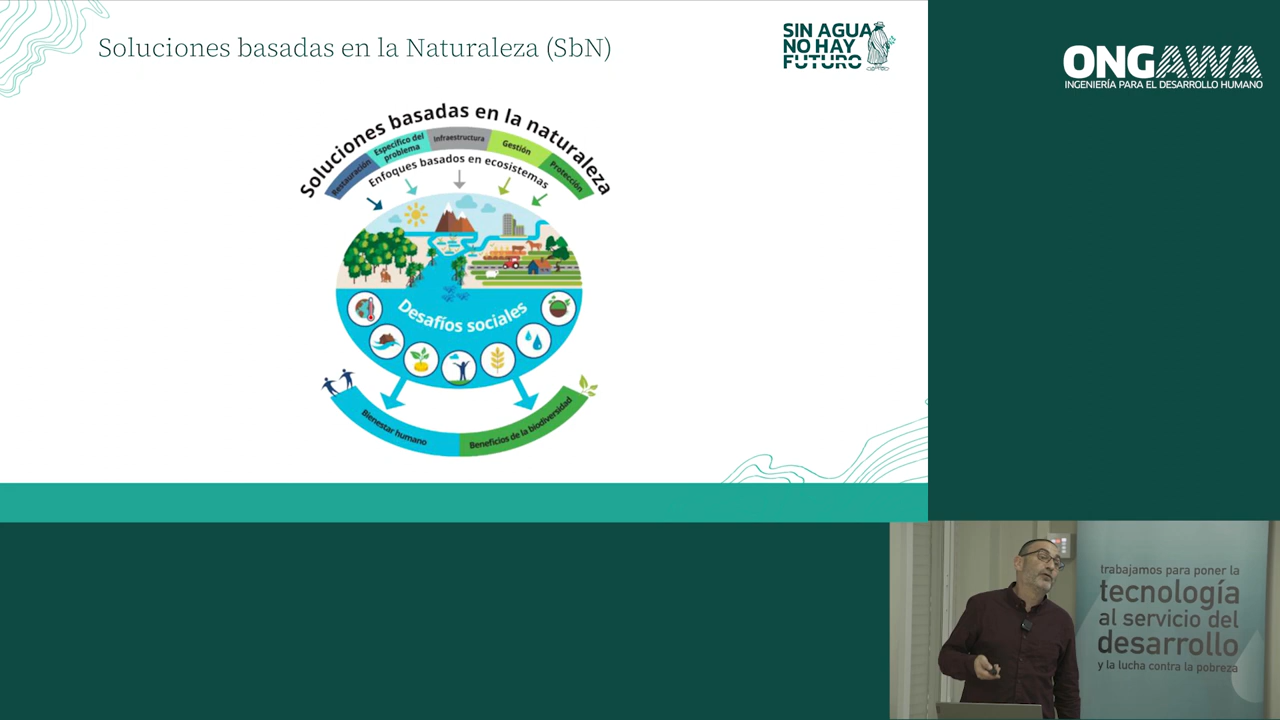 Soluciones basadas en la Naturaleza (SbN)
SIN AGUA
NO HAY
FUTURO
ONGAWA
INGENIERÍA PARA EL DESARROLLO HUMANO
Soluciones basadas en la naturaleza
Restauración
Específico del
problema
Infraestructura
Gestión
Protección
Enfoques basados en ecosistemas
Desafíos sociales
Bienestar humano
Beneficios de la biodiversidad
trabajamos para poner la
tecnología
al servicio del
desarrollo
y la lucha contra la pobreza